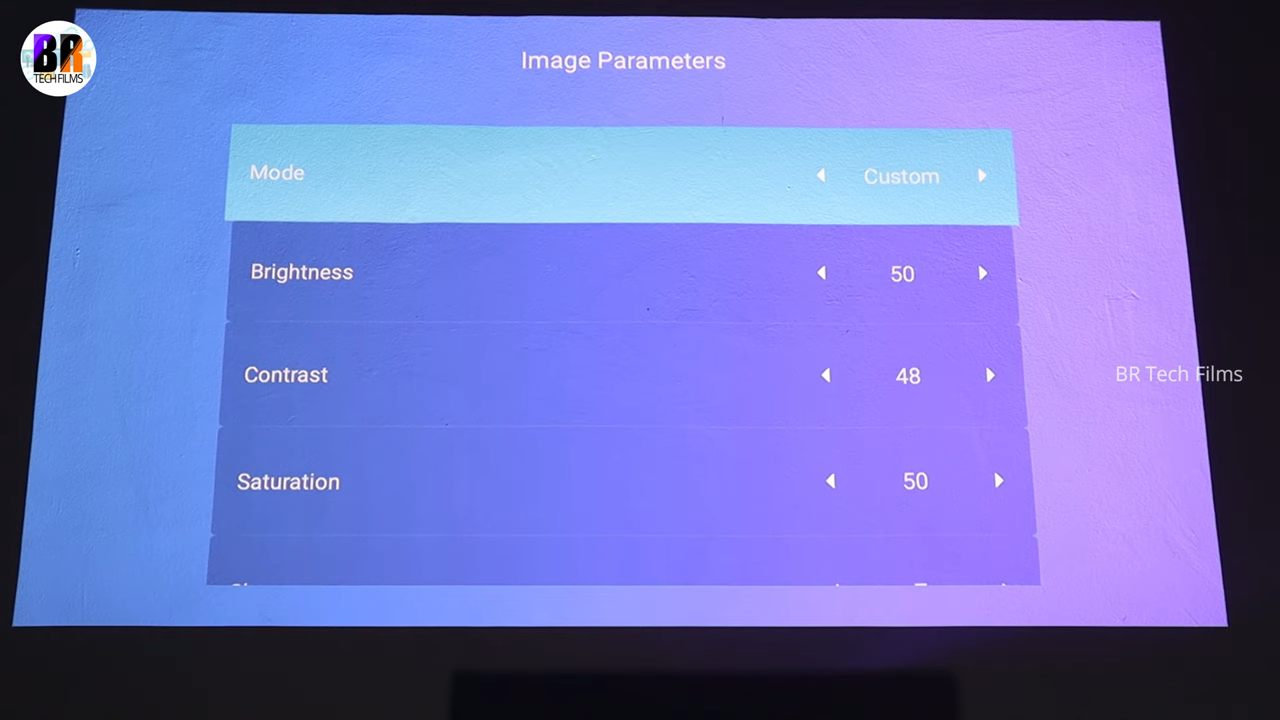 BR
TECH FILMS
Image Parameters
Mode Custom
Brightness 50
Contrast 48
BR Tech Films
Saturation 50